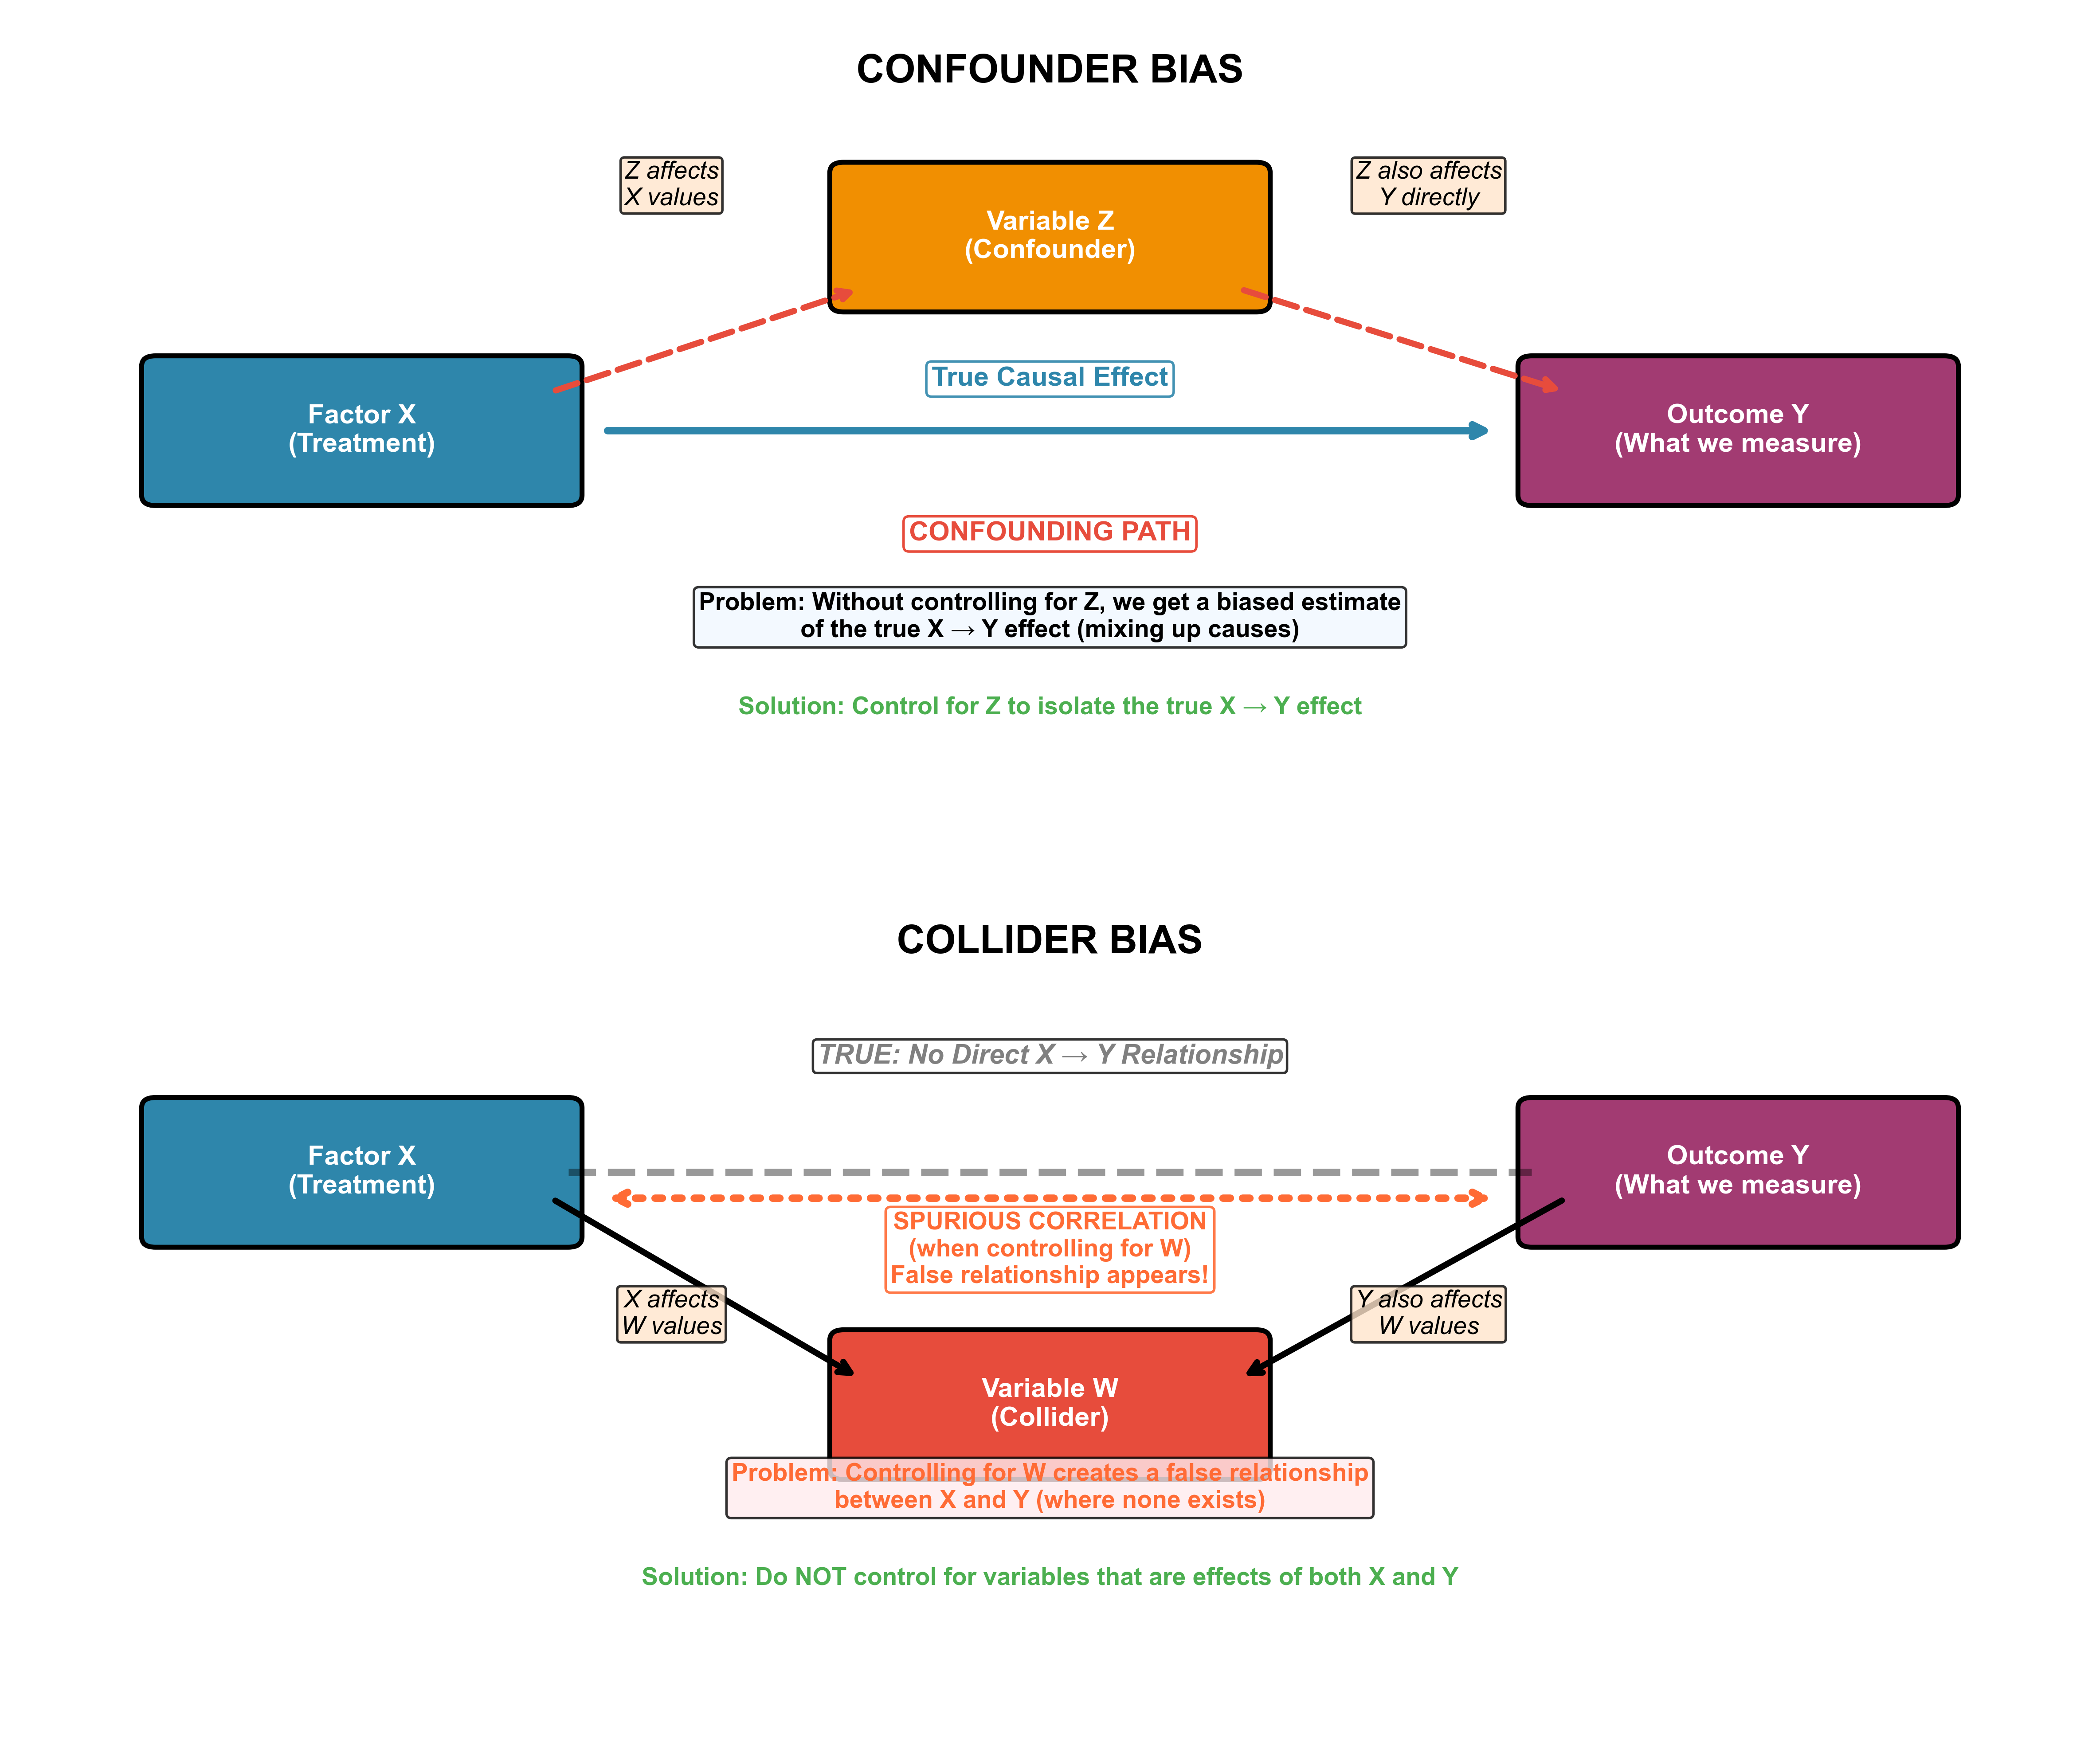 CONFOUNDER BIAS
Z affects
X values
Variable Z
(Confounder)
Z also affects
Y directly
True Causal Effect
Factor X
(Treatment)
Outcome Y
(What we measure)
CONFOUNDING PATH
Problem: Without controlling for Z, we get a biased estimate
of the true X → Y effect (mixing up causes)
Solution: Control for Z to isolate the true X → Y effect
COLLIDER BIAS
TRUE: No Direct X → Y Relationship
Factor X
(Treatment)
Outcome Y
(What we measure)
SPURIOUS CORRELATION
(when controlling for W)
False relationship appears!
X affects
W values
Y also affects
W values
Variable W
(Collider)
Problem: Controlling for W creates a false relationship
between X and Y (where none exists)
Solution: Do NOT control for variables that are effects of both X and Y